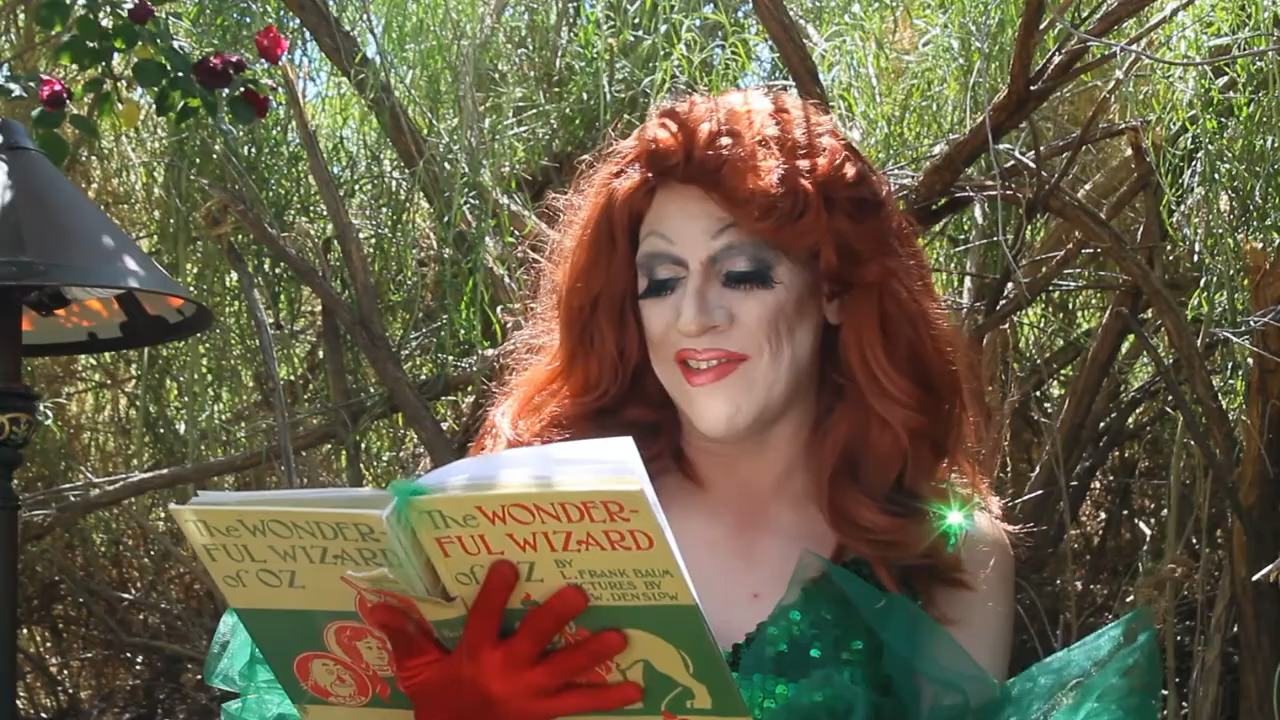 The WONDER-
FUL WIZARD
of OZ
The WONDER-
FUL WIZARD
of OZ
BY
L. FRANK BAUM
PICTURES BY
W. DENSLOW